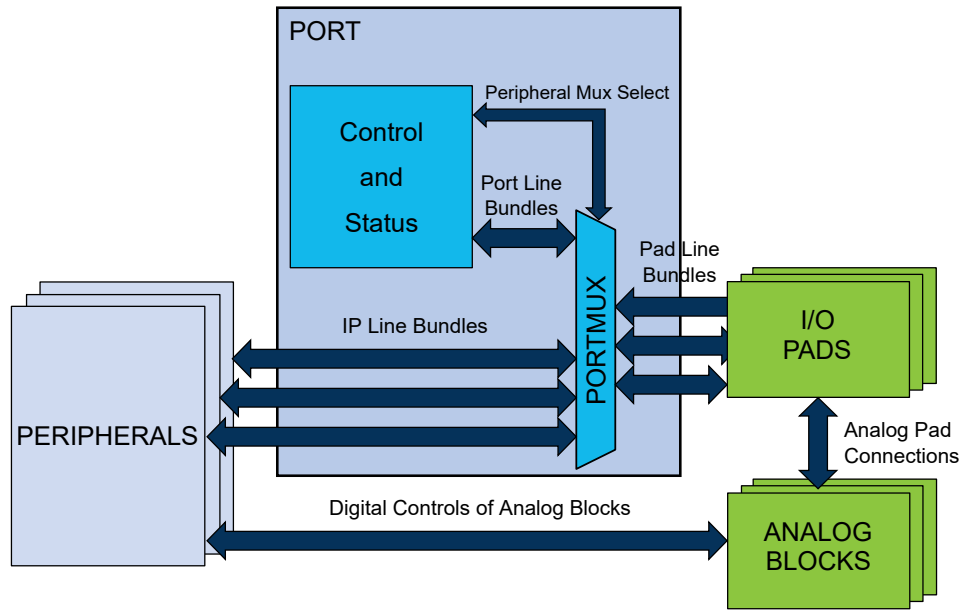 PORT
Peripheral Mux Select
Control
and
Status
Port Line
Bundles
Pad Line
Bundles
PORTMUX
IP Line Bundles
I/O
PADS
PERIPHERALS
Analog Pad
Connections
Digital Controls of Analog Blocks
ANALOG
BLOCKS